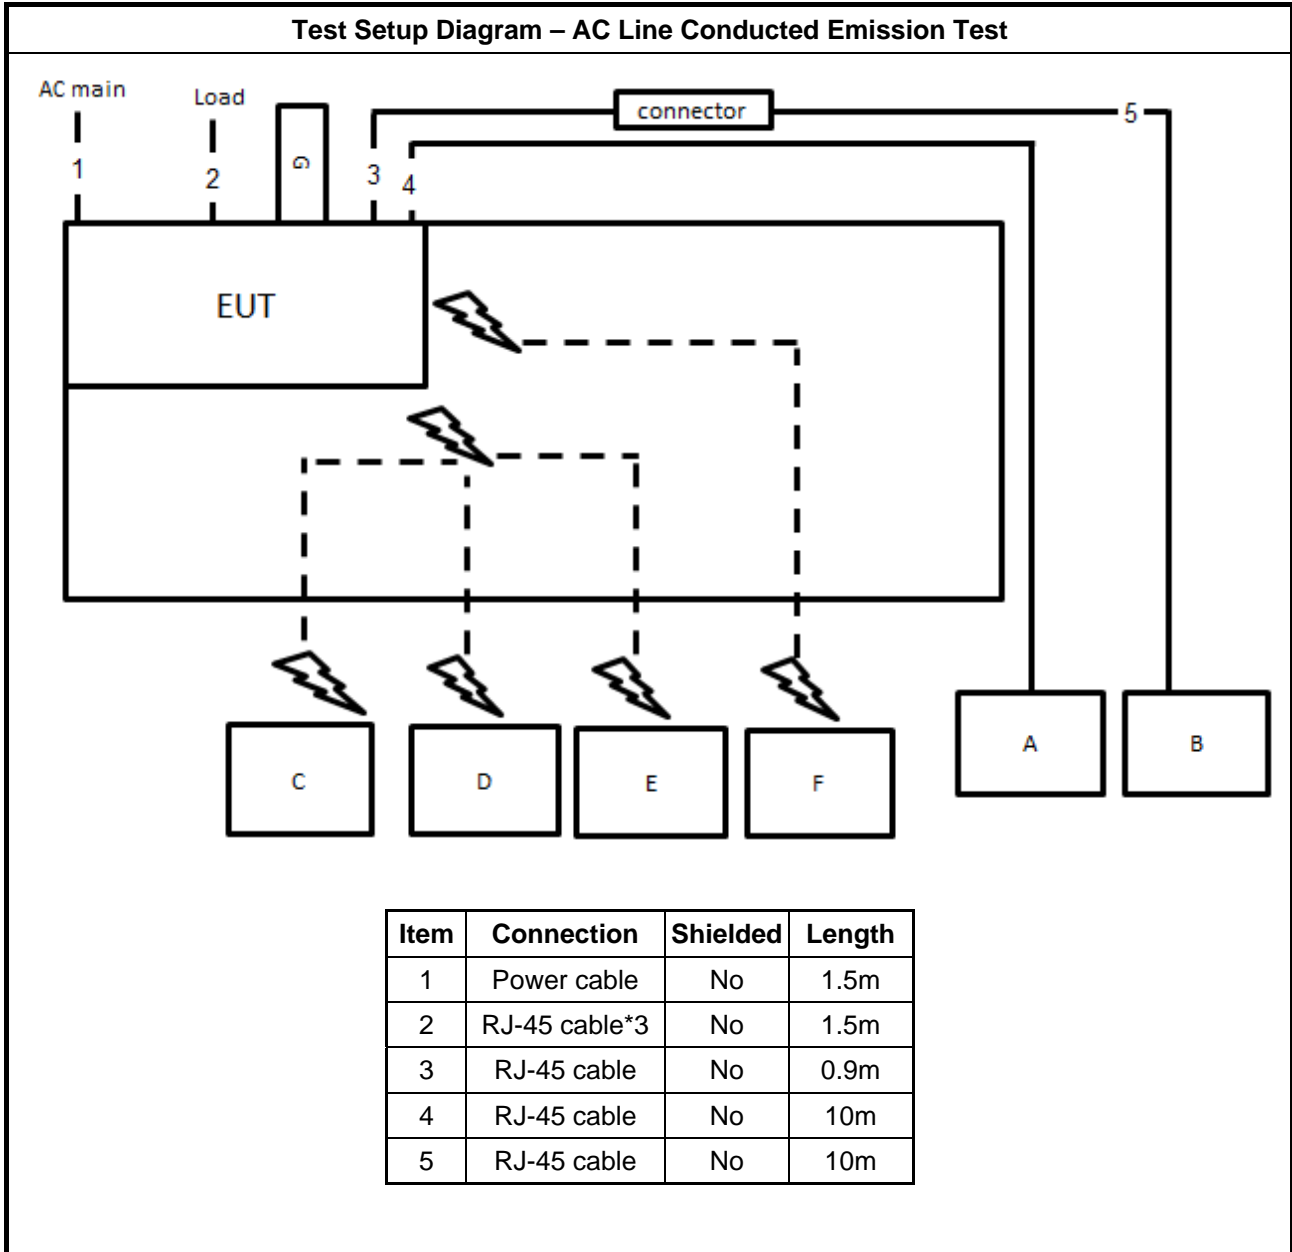 Test Setup Diagram – AC Line Conducted Emission Test
AC main
Load
connector
5
1
2
G
3
4
EUT
A
B
C
D
E
F
Item Connection Shielded Length
1 Power cable No 1.5m
2 RJ-45 cable*3 No 1.5m
3 RJ-45 cable No 0.9m
4 RJ-45 cable No 10m
5 RJ-45 cable No 10m